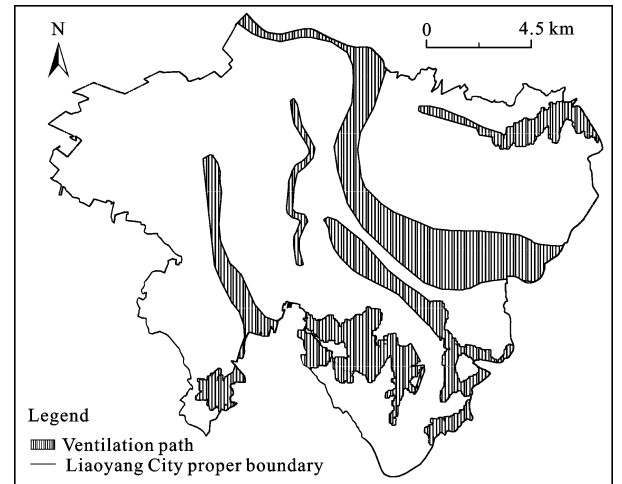 N
0 4.5 km
Legend
Ventilation path
Liaoyang City proper boundary